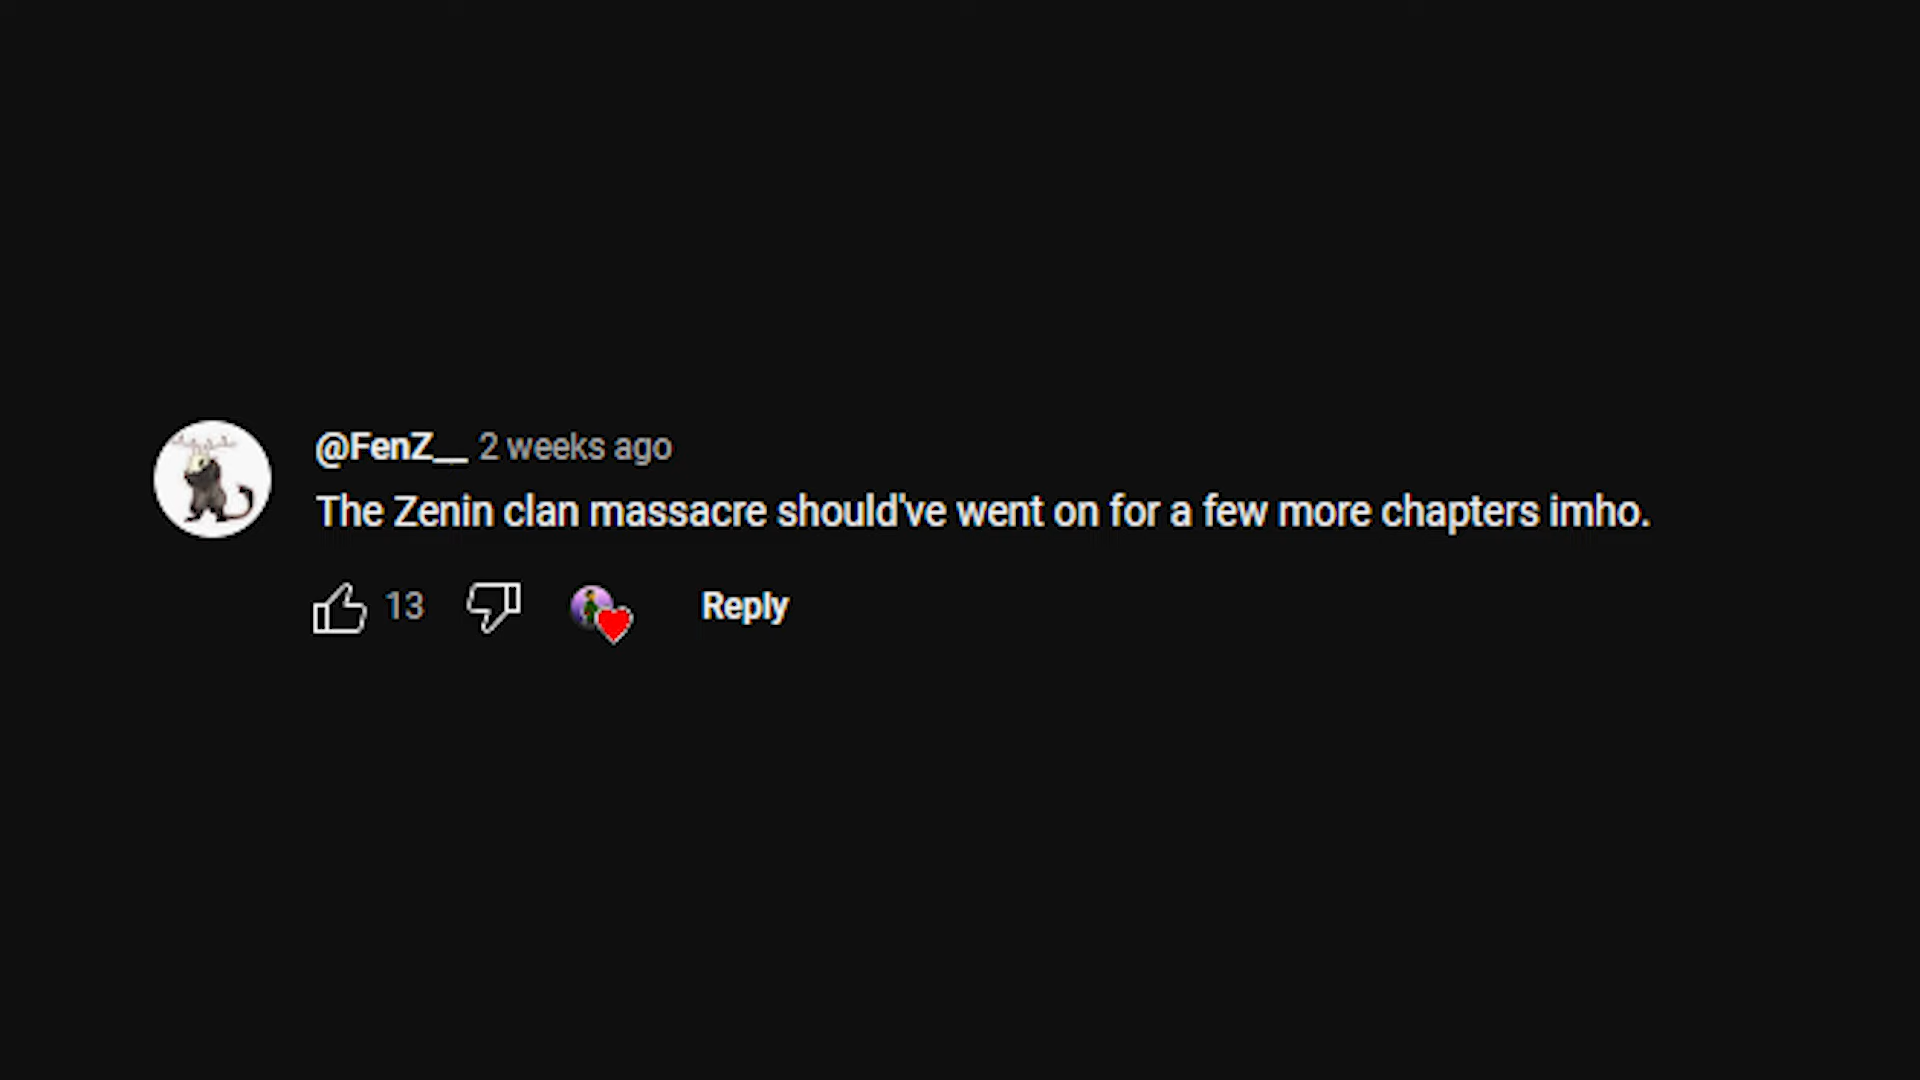 @FenZ__ 2 weeks ago
The Zenin clan massacre should've went on for a few more chapters imho.
13 Reply